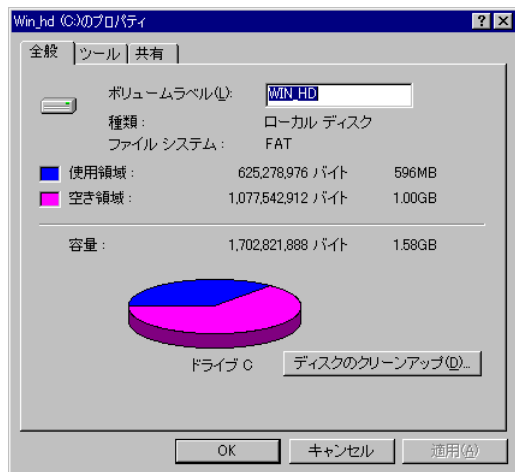 Win_hd (C:)のプロパティ
全般 ツール 共有
ボリュームラベル(L): WIN_HD
種類: ローカル ディスク
ファイル システム: FAT
使用領域: 625,278,976 バイト 596MB
空き領域: 1,077,542,912 バイト 1.00GB
容量: 1,702,821,888 バイト 1.58GB
ドライブ C ディスクのクリーンアップ(D)...
OK キャンセル 適用(A)